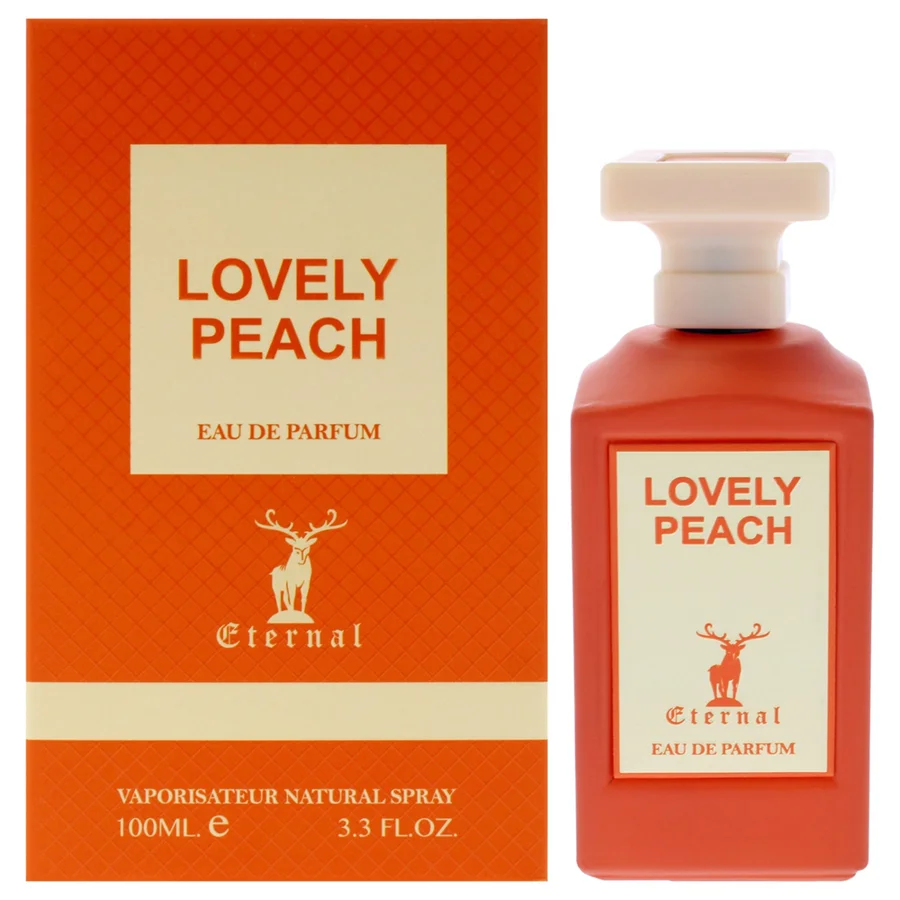 LOVELY
PEACH
EAU DE PARFUM
Eternal
VAPORISATEUR NATURAL SPRAY
100ML. e
3.3 FL.OZ.
LOVELY
PEACH
Eternal
EAU DE PARFUM